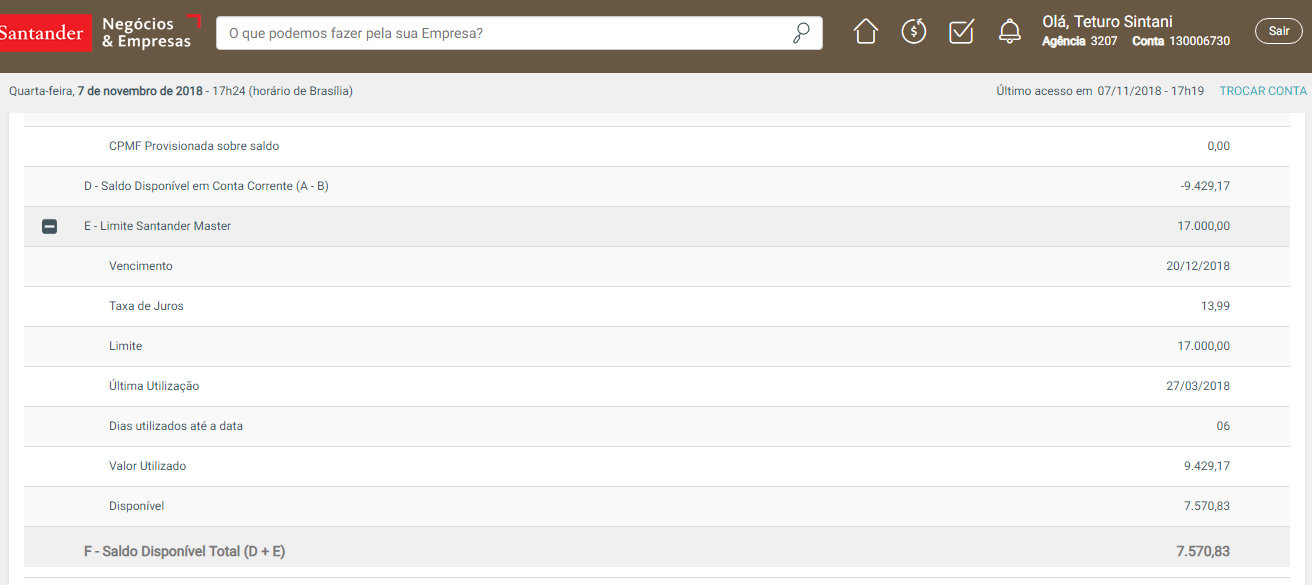 Santander
Negócios
& Empresas
O que podemos fazer pela sua Empresa?
Olá, Teturo Sintani
Agência 3207 Conta 130006730
Sair
Quarta-feira, 7 de novembro de 2018 - 17h24 (horário de Brasília)
Último acesso em 07/11/2018 - 17h19 TROCAR CONTA
CPMF Provisionada sobre saldo 0,00
D - Saldo Disponível em Conta Corrente (A - B) -9.429,17
E - Limite Santander Master 17.000,00
Vencimento 20/12/2018
Taxa de Juros 13,99
Limite 17.000,00
Última Utilização 27/03/2018
Dias utilizados até a data 06
Valor Utilizado 9.429,17
Disponível 7.570,83
F - Saldo Disponível Total (D + E) 7.570,83